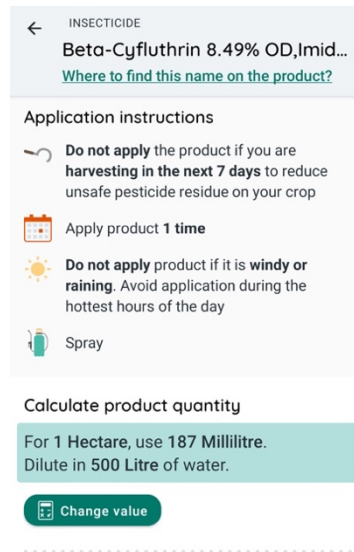 INSECTICIDE
Beta-Cyfluthrin 8.49% OD,Imid...
Where to find this name on the product?
Application instructions
Do not apply the product if you are
harvesting in the next 7 days to reduce
unsafe pesticide residue on your crop
Apply product 1 time
Do not apply product if it is windy or
raining. Avoid application during the
hottest hours of the day
Spray
Calculate product quantity
For 1 Hectare, use 187 Millilitre.
Dilute in 500 Litre of water.
Change value